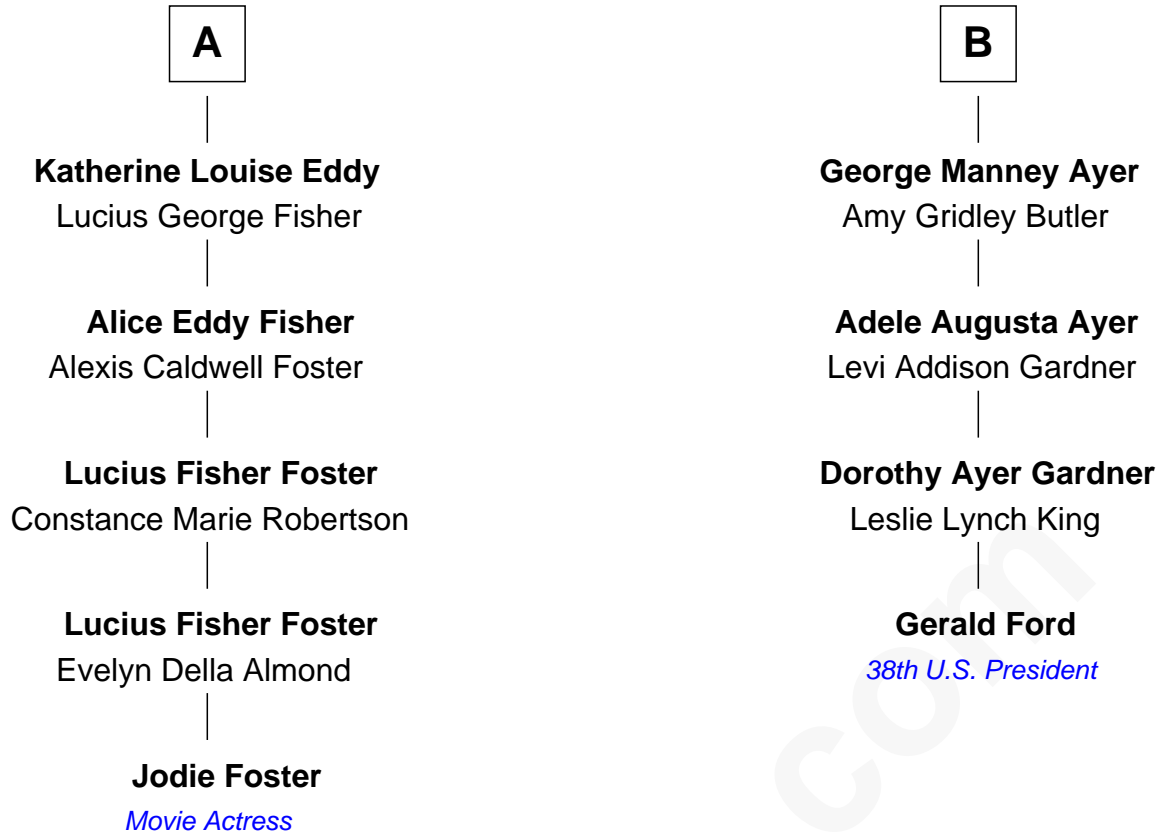 A
Katherine Louise Eddy
Lucius George Fisher
Alice Eddy Fisher
Alexis Caldwell Foster
Lucius Fisher Foster
Constance Marie Robertson
Lucius Fisher Foster
Evelyn Della Almond
Jodie Foster
Movie Actress
B
George Manney Ayer
Amy Gridley Butler
Adele Augusta Ayer
Levi Addison Gardner
Dorothy Ayer Gardner
Leslie Lynch King
Gerald Ford
38th U.S. President
com